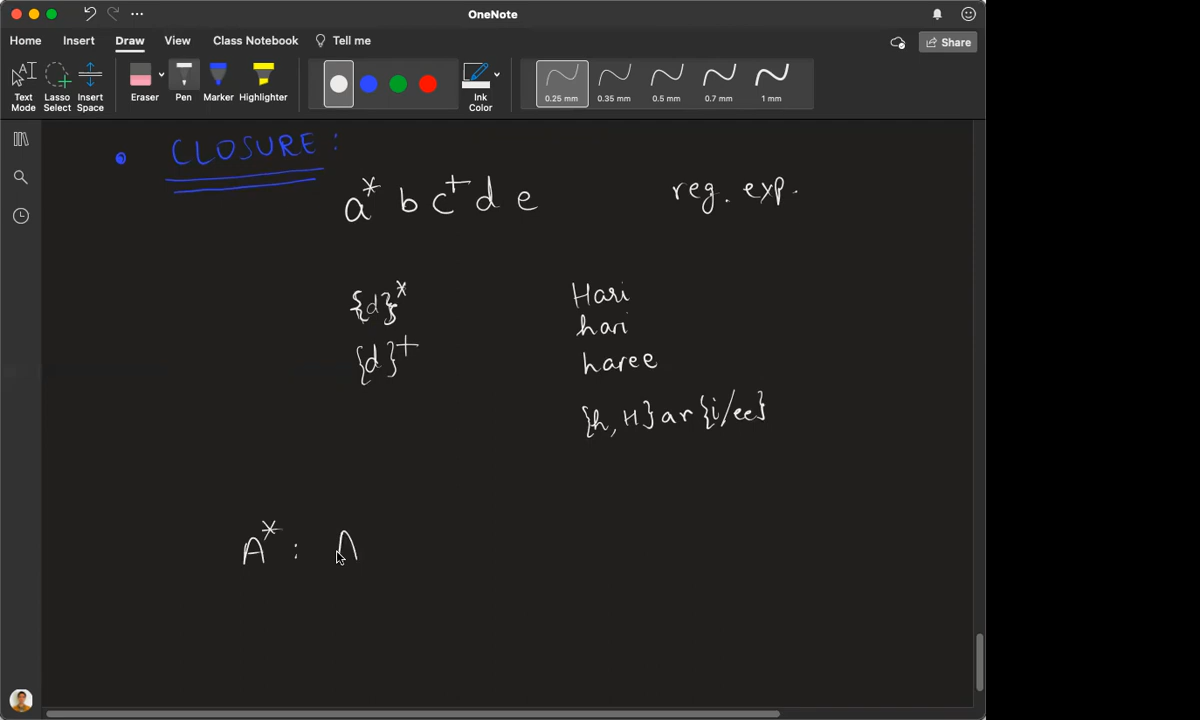 OneNote
Home Insert Draw View Class Notebook Tell me Share
Text Mode Lasso Select Insert Space Eraser Pen Marker Highlighter Ink Color 0.25 mm 0.35 mm 0.5 mm 0.7 mm 1 mm
• CLOSURE :
a* b c⁺ d e reg. exp.
{d}* Hari
hari
{d}⁺ haree
{h, H} ar {i/ee}
A* : Λ